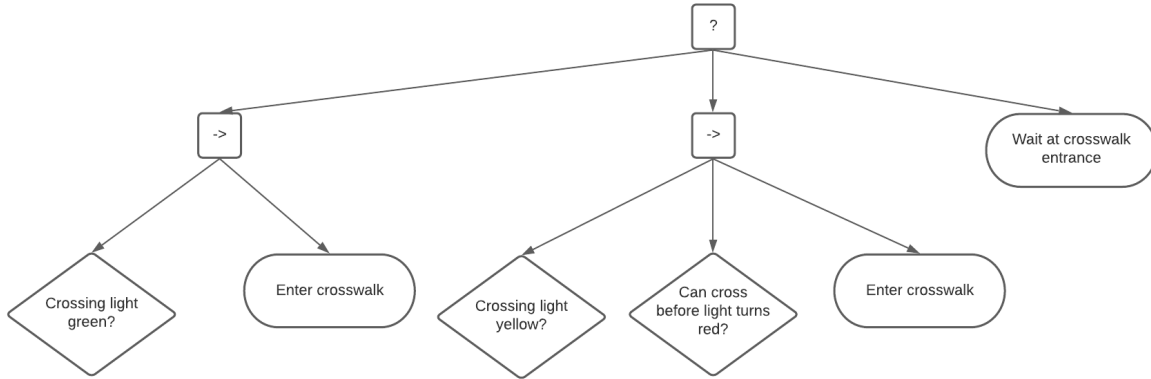 ?
->
->
Wait at crosswalk
entrance
Crossing light
green?
Enter crosswalk
Crossing light
yellow?
Can cross
before light turns
red?
Enter crosswalk